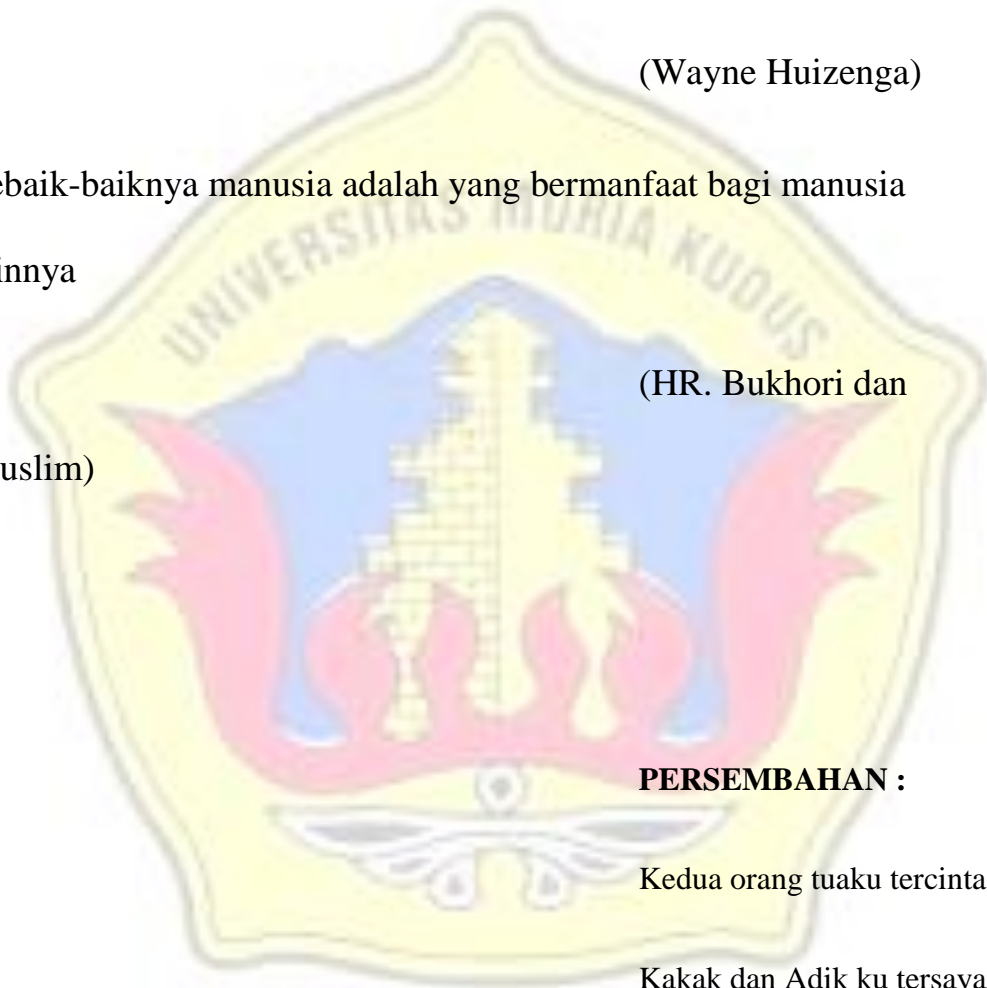 (Wayne Huizenga)
ebaik-baiknya manusia adalah yang bermanfaat bagi manusia
innya
UNIVERSITAS MURIA KUDUS
(HR. Bukhori dan
uslim)
PERSEMBAHAN :
Kedua orang tuaku tercinta
Kakak dan Adik ku tersaya